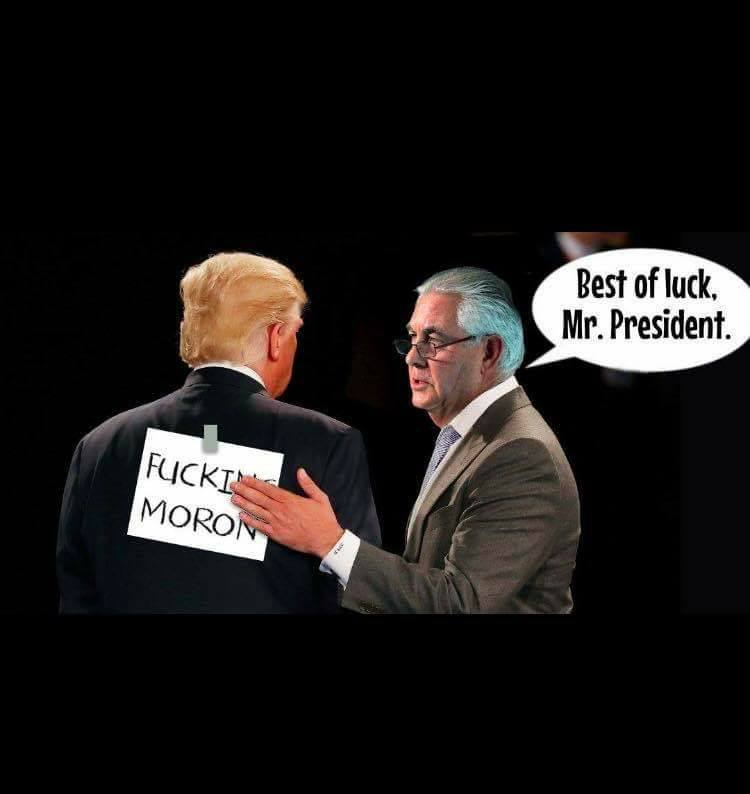 Best of luck,
Mr. President.
FUCKING
MORON